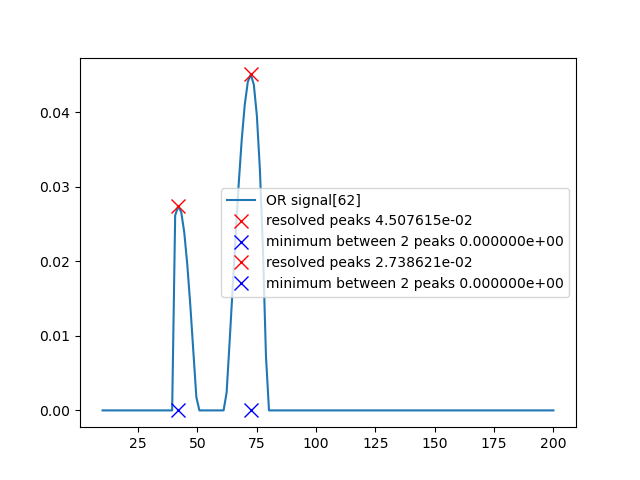 0.04
0.03
0.02
0.01
0.00
OR signal[62]
resolved peaks 4.507615e-02
minimum between 2 peaks 0.000000e+00
resolved peaks 2.738621e-02
minimum between 2 peaks 0.000000e+00
25 50 75 100 125 150 175 200